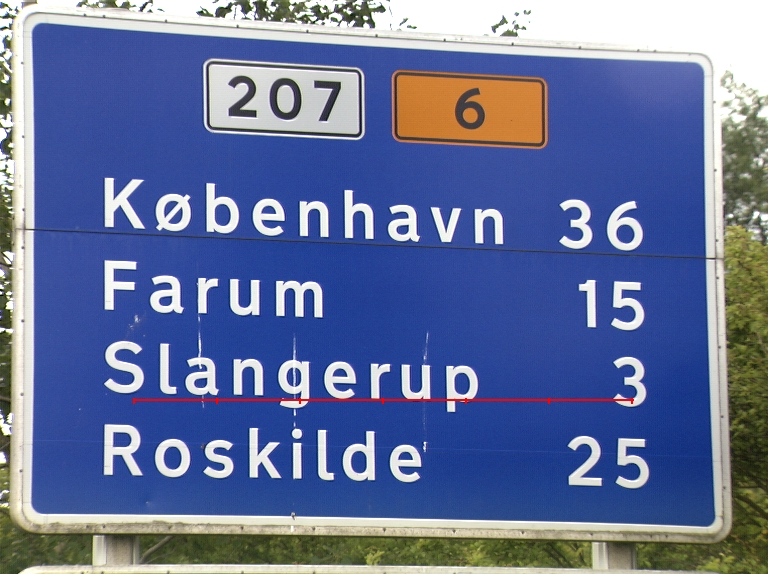 207 6
København 36
Farum 15
Slangerup 3
Roskilde 25